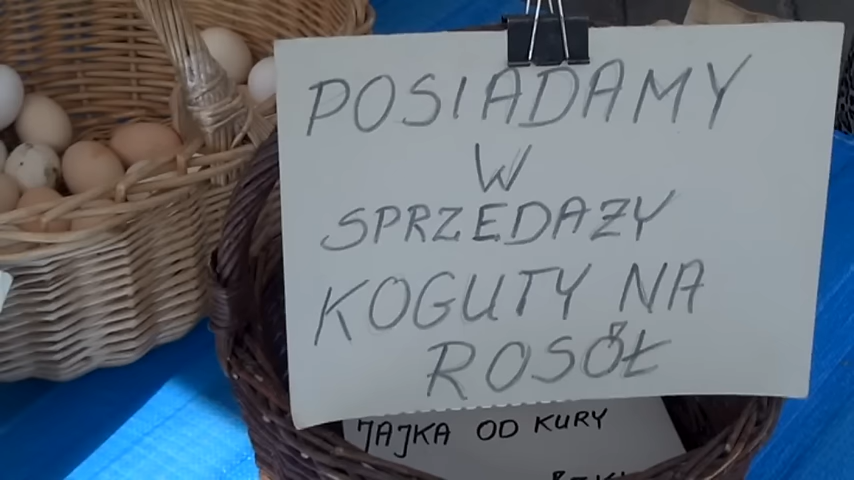 POSIADAMY
W
SPRZEDAZY
KOGUTY NA
ROSÓŁ
JAJKA OD KURY